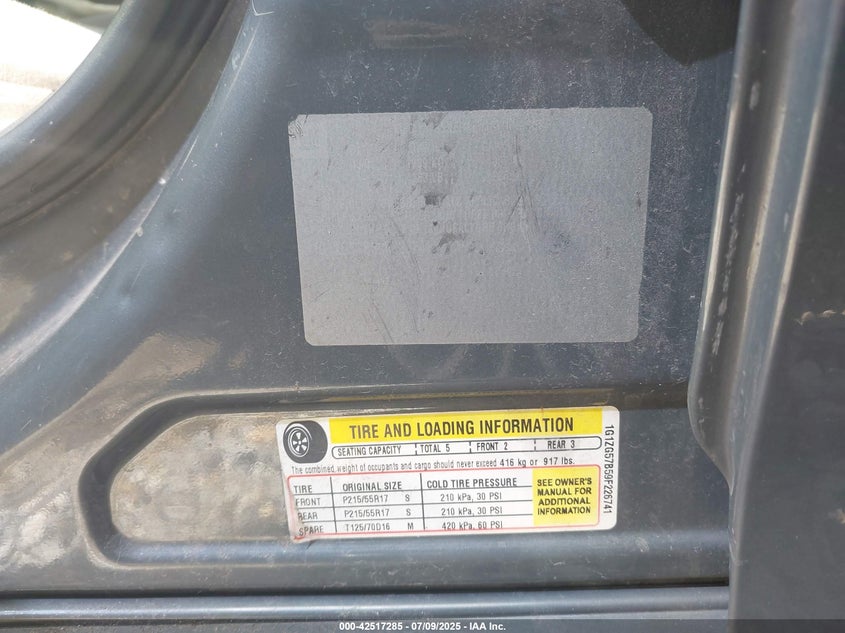 TIRE AND LOADING INFORMATION
SEATING CAPACITY TOTAL 5 FRONT 2 REAR 3
The combined weight of occupants and cargo should never exceed 416 kg or 917 lbs.
TIRE ORIGINAL SIZE COLD TIRE PRESSURE
FRONT P215/55R17 S 210 kPa, 30 PSI
REAR P215/55R17 S 210 kPa, 30 PSI
SPARE T125/70D16 M 420 kPa, 60 PSI
SEE OWNER'S
MANUAL FOR
ADDITIONAL
INFORMATION
1G1ZG57B59F226741
000-42517285 - 07/09/2025 - IAA Inc.